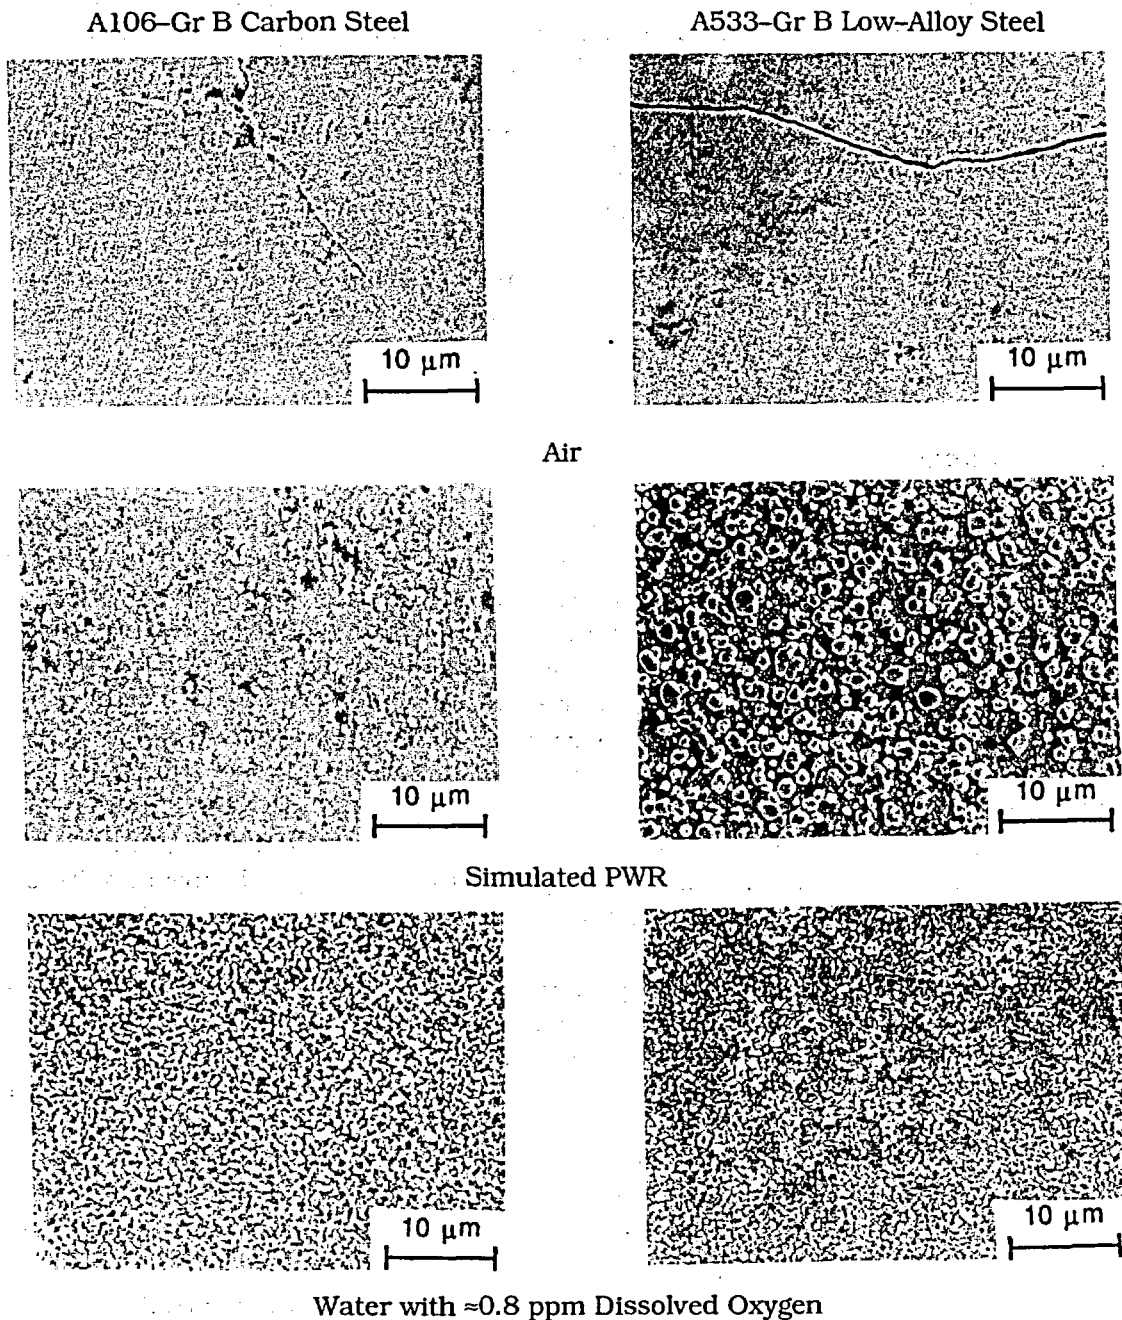 A106–Gr B Carbon Steel
A533–Gr B Low–Alloy Steel
10 μm
10 μm
Air
10 μm
10 μm
Simulated PWR
10 μm
10 μm
Water with ≈0.8 ppm Dissolved Oxygen